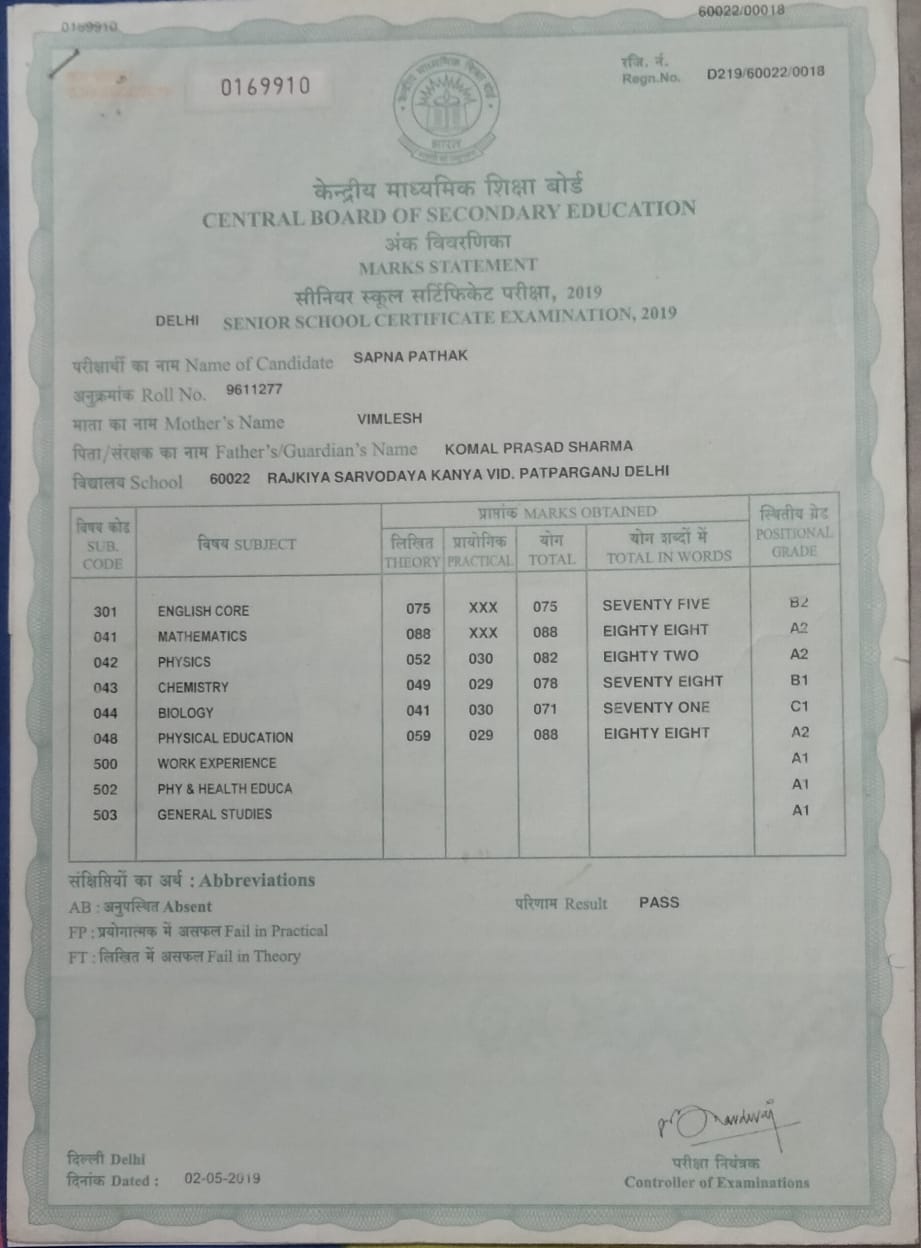 60022/00018
0169910
0169910
रजि. नं.
Regn.No. D219/60022/0018
भारत
केन्द्रीय माध्यमिक शिक्षा बोर्ड
CENTRAL BOARD OF SECONDARY EDUCATION
अंक विवरणिका
MARKS STATEMENT
सीनियर स्कूल सर्टिफिकेट परीक्षा, 2019
DELHI SENIOR SCHOOL CERTIFICATE EXAMINATION, 2019
परीक्षार्थी का नाम Name of Candidate SAPNA PATHAK
अनुक्रमांक Roll No. 9611277
माता का नाम Mother's Name VIMLESH
पिता/संरक्षक का नाम Father's/Guardian's Name KOMAL PRASAD SHARMA
विद्यालय School 60022 RAJKIYA SARVODAYA KANYA VID. PATPARGANJ DELHI
विषय कोड SUB. CODE विषय SUBJECT प्राप्तांक MARKS OBTAINED स्थितीय ग्रेड POSITIONAL GRADE
लिखित THEORY प्रायोगिक PRACTICAL योग TOTAL योग शब्दों में TOTAL IN WORDS
301 ENGLISH CORE 075 XXX 075 SEVENTY FIVE B2
041 MATHEMATICS 088 XXX 088 EIGHTY EIGHT A2
042 PHYSICS 052 030 082 EIGHTY TWO A2
043 CHEMISTRY 049 029 078 SEVENTY EIGHT B1
044 BIOLOGY 041 030 071 SEVENTY ONE C1
048 PHYSICAL EDUCATION 059 029 088 EIGHTY EIGHT A2
500 WORK EXPERIENCE A1
502 PHY & HEALTH EDUCA A1
503 GENERAL STUDIES A1
संक्षिप्तियों का अर्थ : Abbreviations
AB : अनुपस्थित Absent
परिणाम Result PASS
FP : प्रयोगात्मक में असफल Fail in Practical
FT : लिखित में असफल Fail in Theory
दिल्ली Delhi
दिनांक Dated : 02-05-2019
परीक्षा नियंत्रक
Controller of Examinations